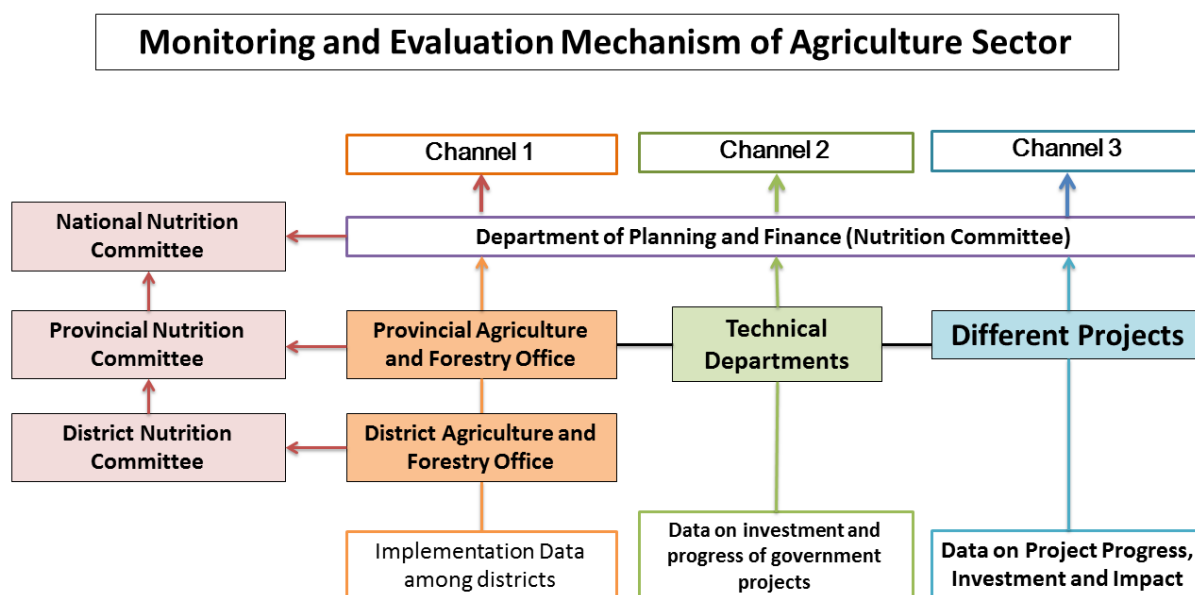 Monitoring and Evaluation Mechanism of Agriculture Sector
Channel 1
Channel 2
Channel 3
National Nutrition
Committee
Department of Planning and Finance (Nutrition Committee)
Provincial Nutrition
Committee
Provincial Agriculture
and Forestry Office
Technical
Departments
Different Projects
District Nutrition
Committee
District Agriculture and
Forestry Office
Implementation Data
among districts
Data on investment and
progress of government
projects
Data on Project Progress,
Investment and Impact